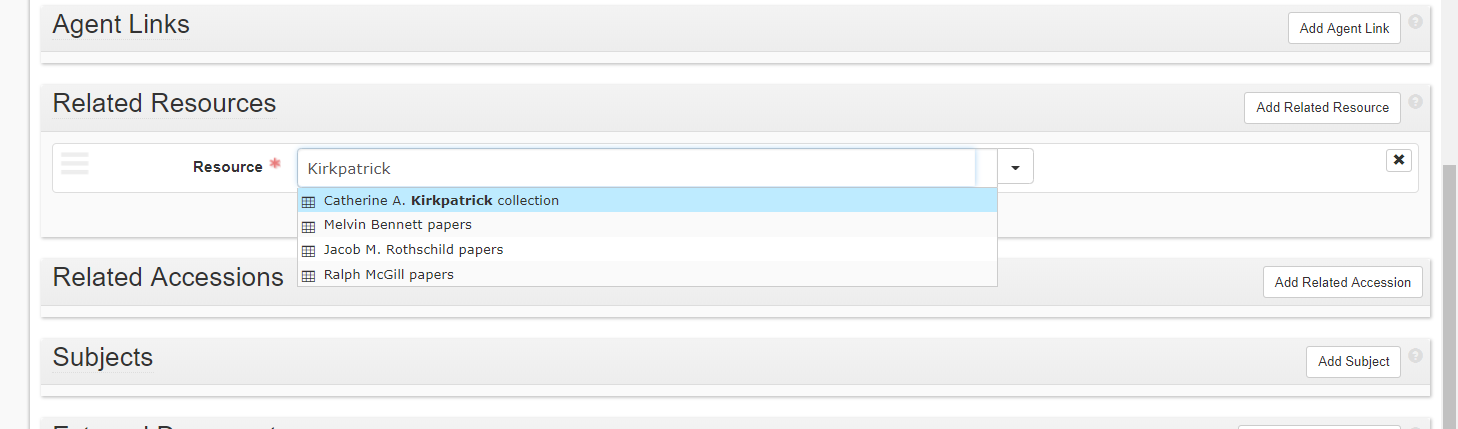 Agent Links
Add Agent Link
Related Resources
Add Related Resource
Resource *
Kirkpatrick
Catherine A. Kirkpatrick collection
Melvin Bennett papers
Jacob M. Rothschild papers
Ralph McGill papers
Related Accessions
Add Related Accession
Subjects
Add Subject